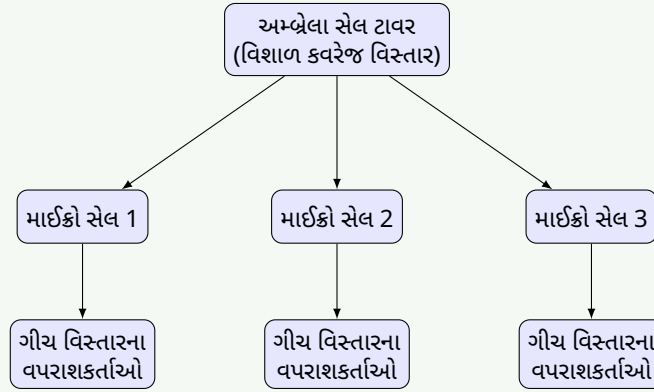 અમ્બ્રેલા સેલ ટાવર
(વિશાળ કવરેજ વિસ્તાર)
માઈક્રો સેલ 1
માઈક્રો સેલ 2
માઈક્રો સેલ 3
ગીચ વિસ્તારના
વપરાશકર્તાઓ
ગીચ વિસ્તારના
વપરાશકર્તાઓ
ગીચ વિસ્તારના
વપરાશકર્તાઓ